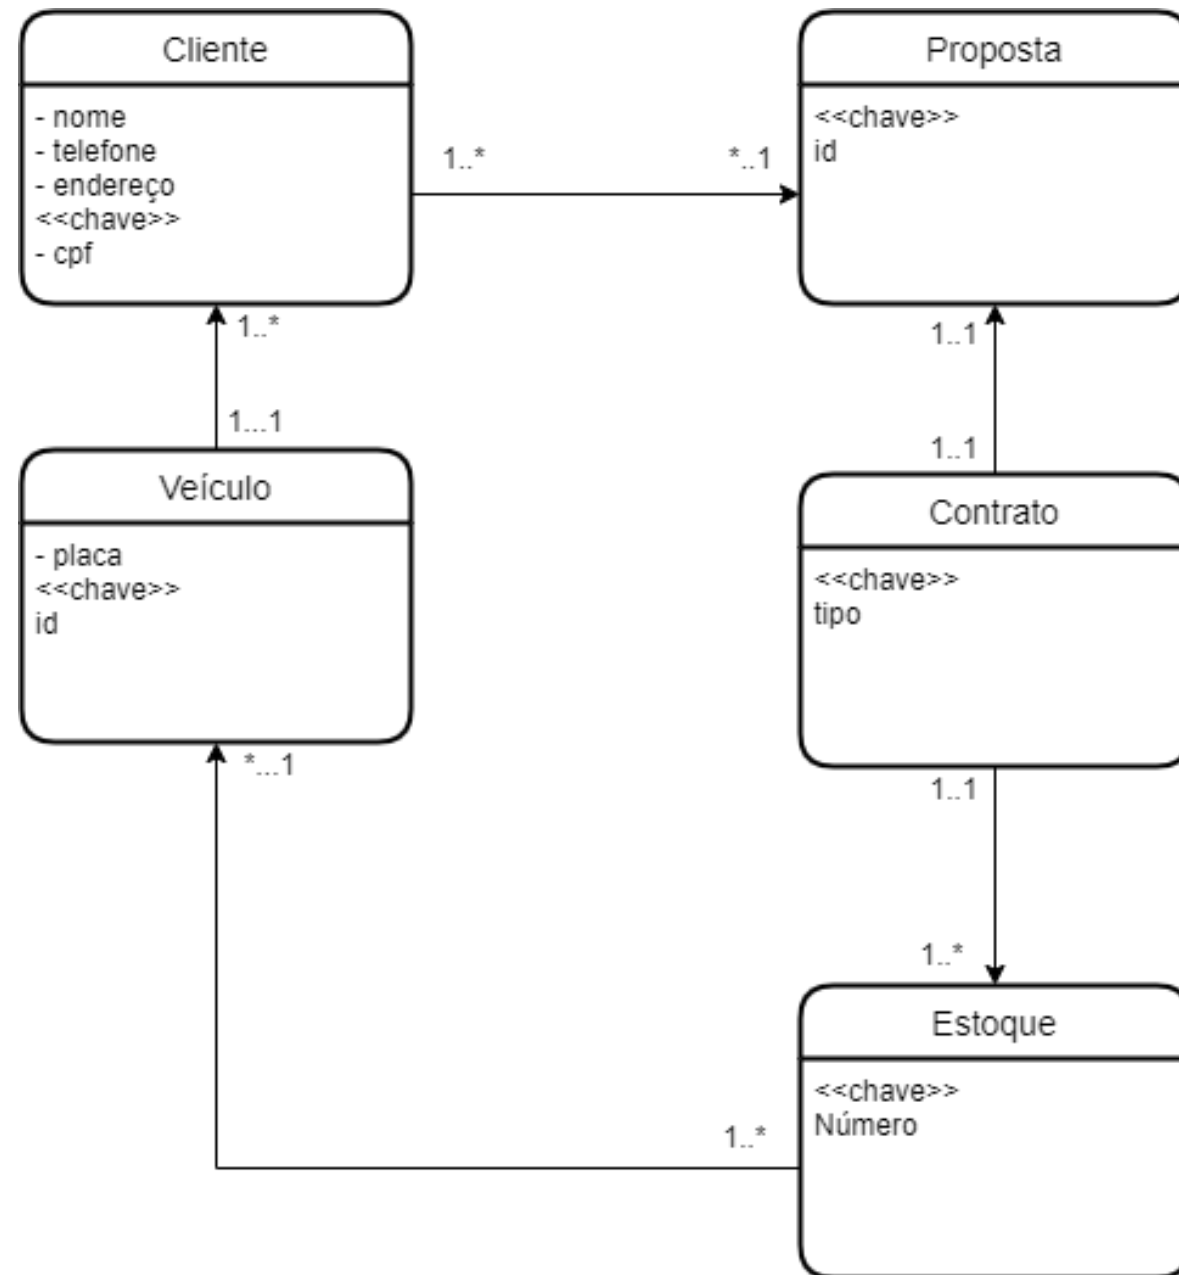 Cliente
- nome
- telefone
- endereço
<<chave>>
- cpf
1..*
*..1
Proposta
<<chave>>
id
1..*
1...1
1..1
1..1
Veículo
- placa
<<chave>>
id
Contrato
<<chave>>
tipo
*...1
1..1
1..*
1..*
Estoque
<<chave>>
Número